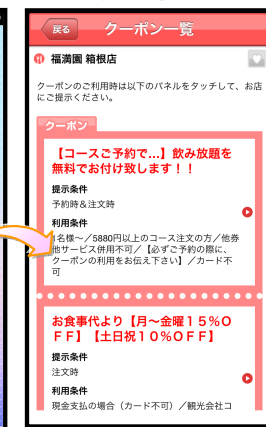 戻る クーポン一覧
福満園 箱根店
クーポンのご利用時は以下のパネルをタッチして、お店
にご提示ください。
クーポン
【コースご予約で…】飲み放題を
無料でお付け致します！！
提示条件
予約時&注文時
利用条件
名様～／5880円以上のコース注文の方／他券
他サービス併用不可／【必ずご予約の際に、
クーポンの利用をお伝え下さい】／カード不
可
お食事代より【月～金曜１５％Ｏ
ＦＦ】【土日祝１０％ＯＦＦ】
提示条件
注文時
利用条件
現金支払の場合（カード不可）／観光会社コ